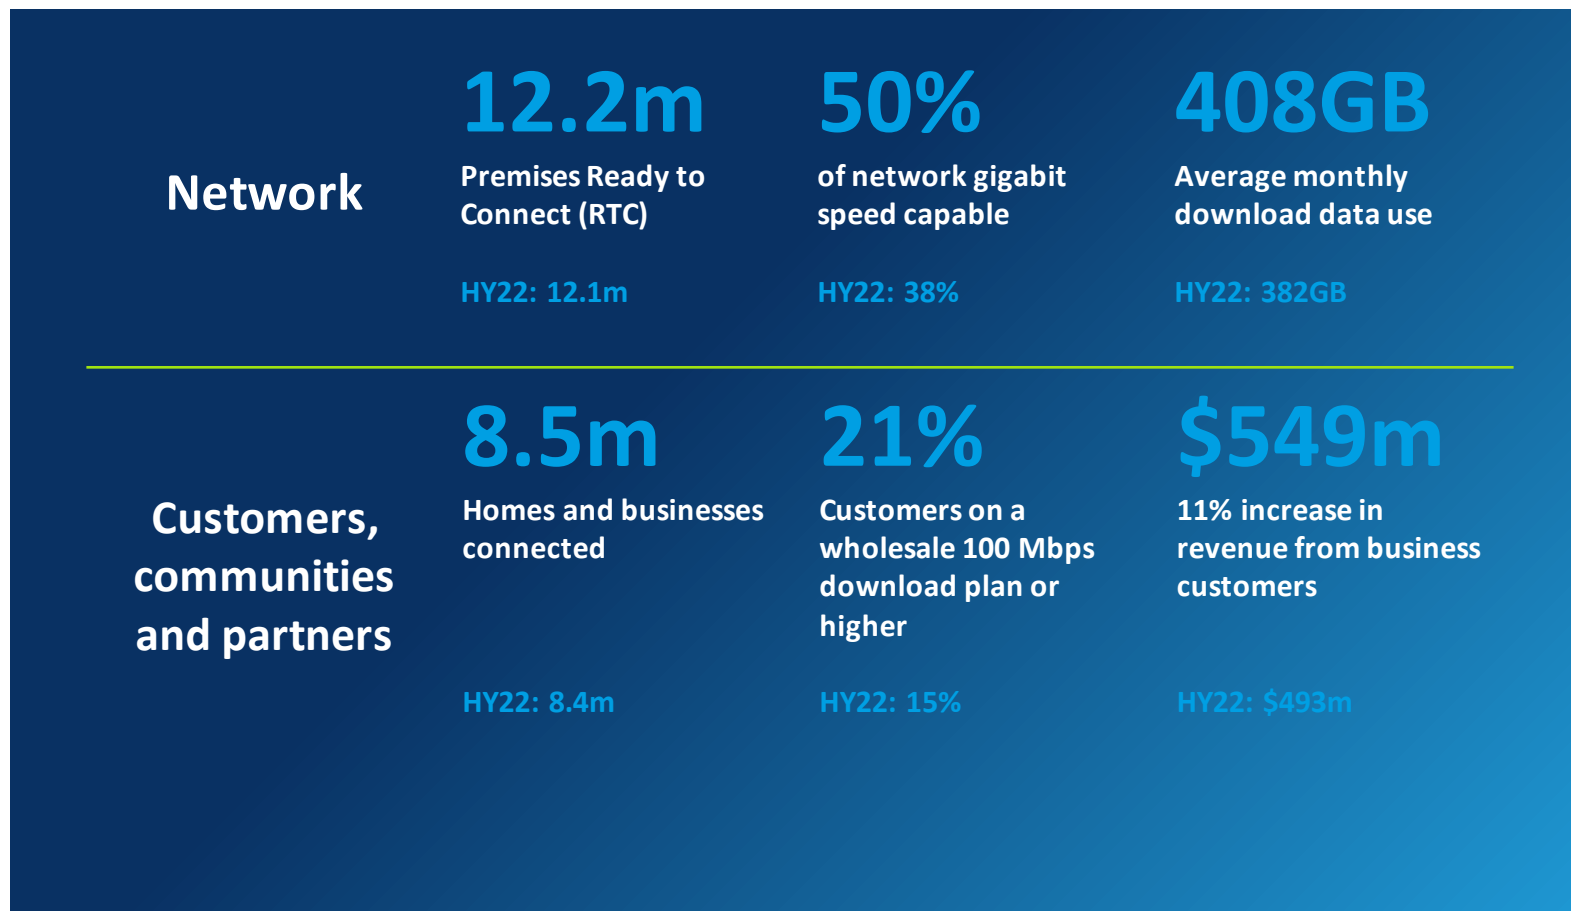 Network
12.2m
Premises Ready to
Connect (RTC)
HY22: 12.1m
50%
of network gigabit
speed capable
HY22: 38%
408GB
Average monthly
download data use
HY22: 382GB
Customers,
communities
and partners
8.5m
Homes and businesses
connected
HY22: 8.4m
21%
Customers on a
wholesale 100 Mbps
download plan or
higher
HY22: 15%
$549m
11% increase in
revenue from business
customers
HY22: $493m